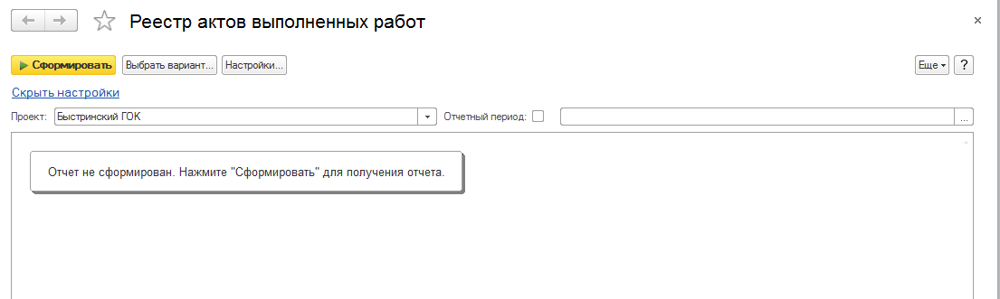 Реестр актов выполненных работ
Сформировать Выбрать вариант... Настройки... Еще ?
Скрыть настройки
Проект: Быстринский ГОК Отчетный период: ...
Отчет не сформирован. Нажмите "Сформировать" для получения отчета.